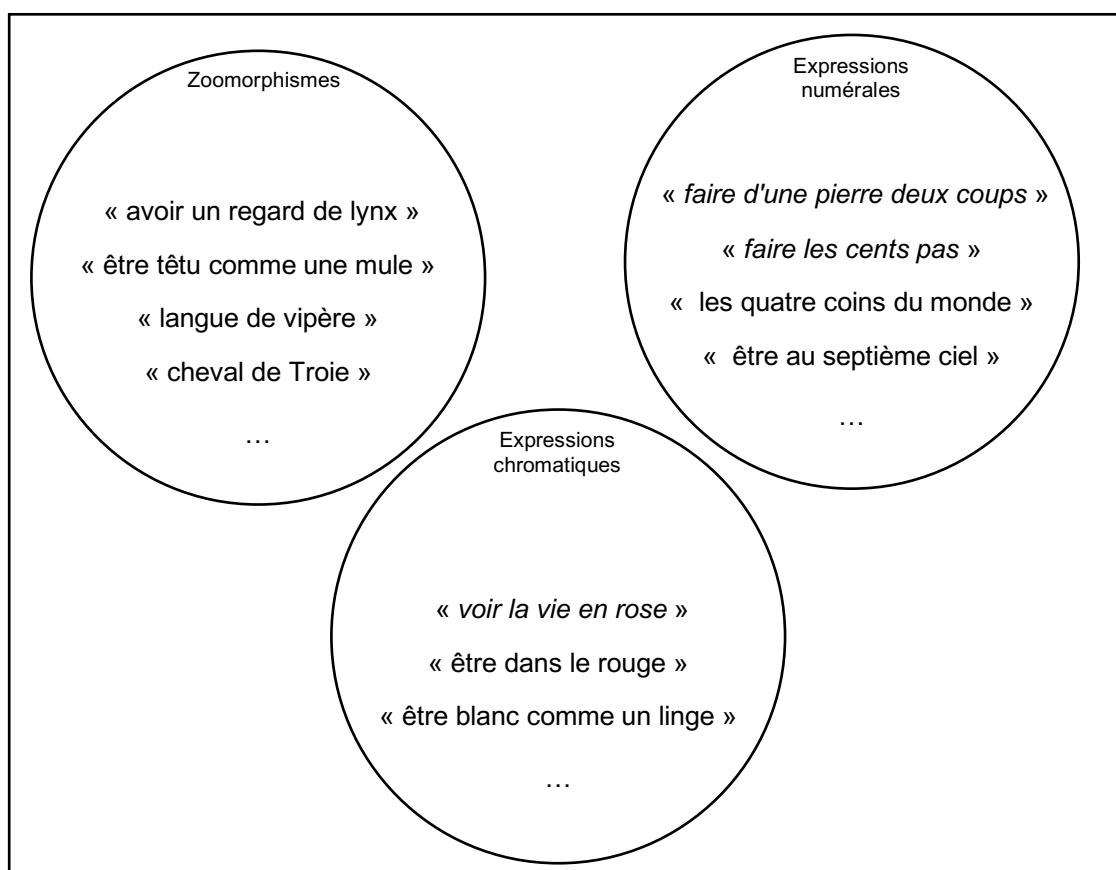 Zoomorphismes
« avoir un regard de lynx »
« être têtu comme une mule »
« langue de vipère »
« cheval de Troie »
…
Expressions
numérales
« faire d'une pierre deux coups »
« faire les cents pas »
« les quatre coins du monde »
« être au septième ciel »
…
Expressions
chromatiques
« voir la vie en rose »
« être dans le rouge »
« être blanc comme un linge »
…